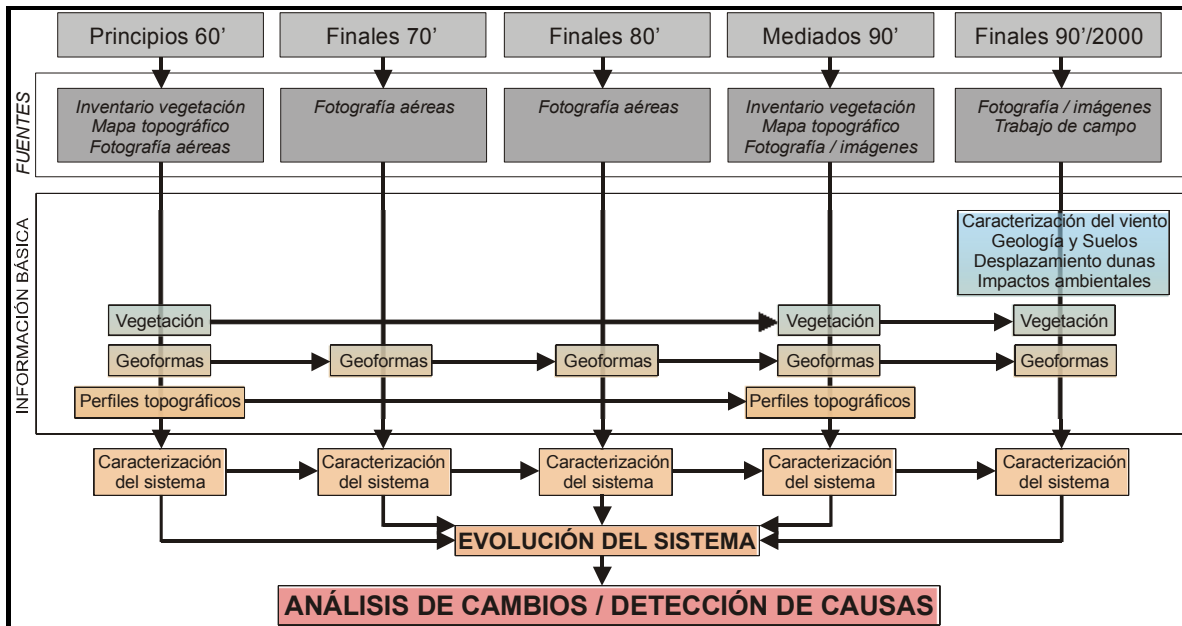 Principios 60'
Finales 70'
Finales 80'
Mediados 90'
Finales 90'/2000
FUENTES
Inventario vegetación
Mapa topográfico
Fotografía aéreas
Fotografía aéreas
Fotografía aéreas
Inventario vegetación
Mapa topográfico
Fotografía / imágenes
Fotografía / imágenes
Trabajo de campo
INFORMACIÓN BÁSICA
Caracterización del viento
Geología y Suelos
Desplazamiento dunas
Impactos ambientales
Vegetación
Vegetación
Vegetación
Geoformas
Geoformas
Geoformas
Geoformas
Geoformas
Perfiles topográficos
Perfiles topográficos
Caracterización
del sistema
Caracterización
del sistema
Caracterización
del sistema
Caracterización
del sistema
Caracterización
del sistema
EVOLUCIÓN DEL SISTEMA
ANÁLISIS DE CAMBIOS / DETECCIÓN DE CAUSAS